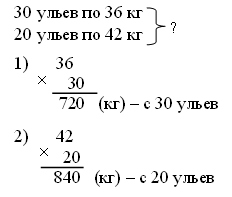 30 ульев по 36 кг
20 ульев по 42 кг
?
1) 36
× 30
720 (кг) – с 30 ульев
2) 42
× 20
840 (кг) – с 20 ульев